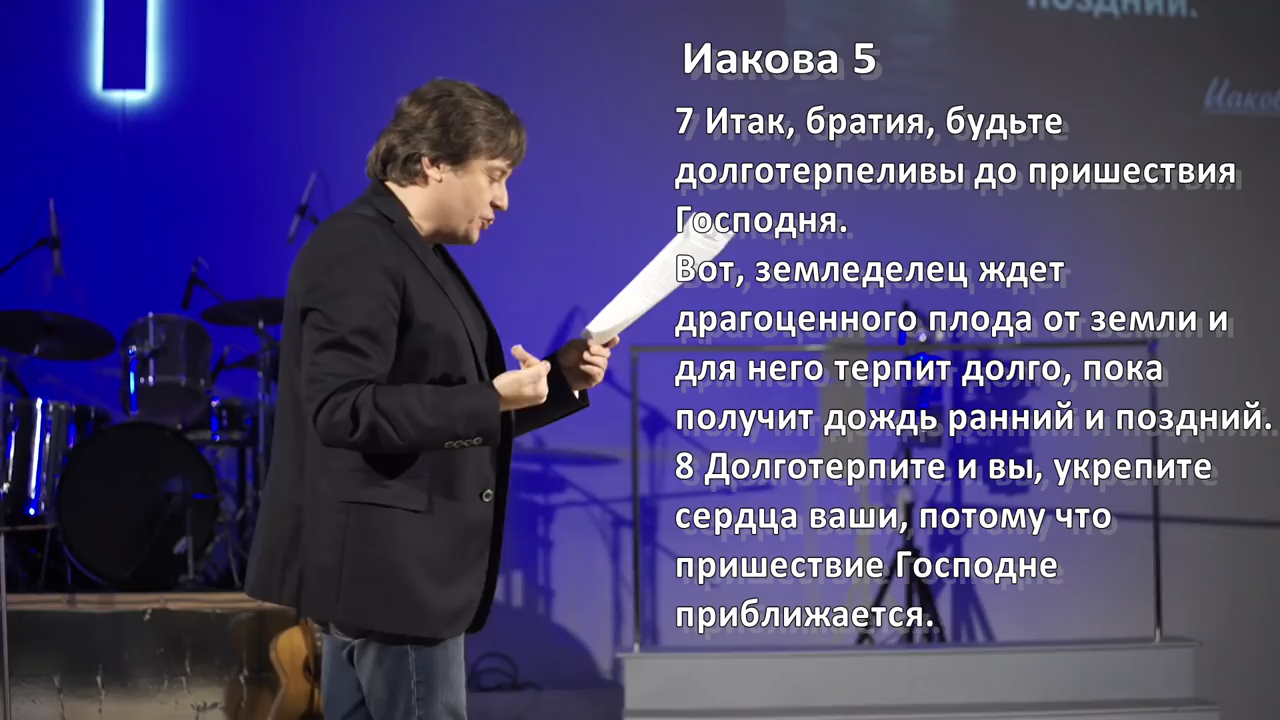 поздний.
Иакова 5
7 Итак, братия, будьте
долготерпеливы до пришествия
Господня.
Вот, земледелец ждет
драгоценного плода от земли и
для него терпит долго, пока
получит дождь ранний и поздний.
8 Долготерпите и вы, укрепите
сердца ваши, потому что
пришествие Господне
приближается.